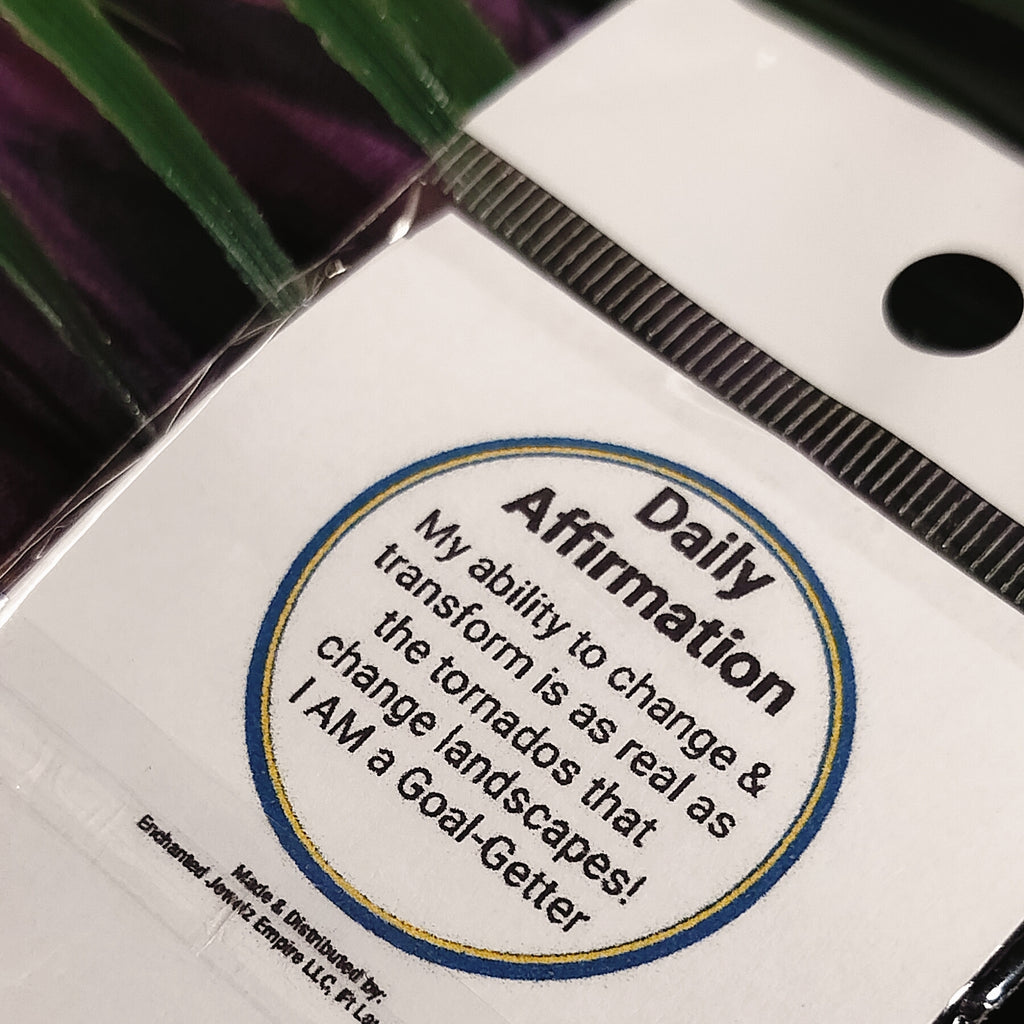 Daily
Affirmation
My ability to change &
transform is as real as
the tornados that
change landscapes!
I AM a Goal-Getter
Made & Distributed by:
Enchanted Jewelz Empire LLC, Ft